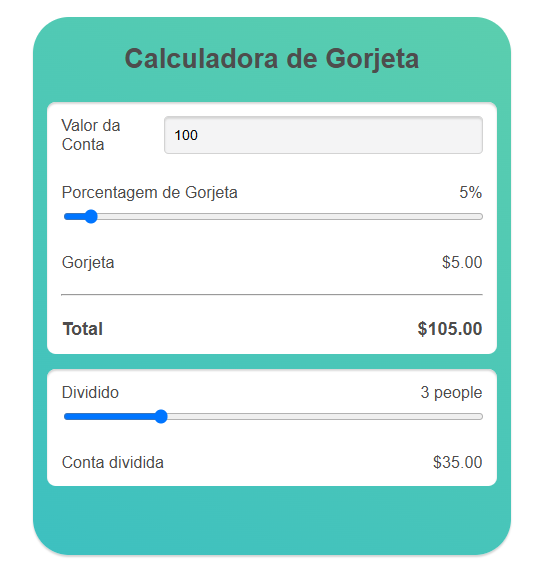 Calculadora de Gorjeta
Valor da
Conta
100
Porcentagem de Gorjeta 5%
Gorjeta $5.00
Total $105.00
Dividido 3 people
Conta dividida $35.00